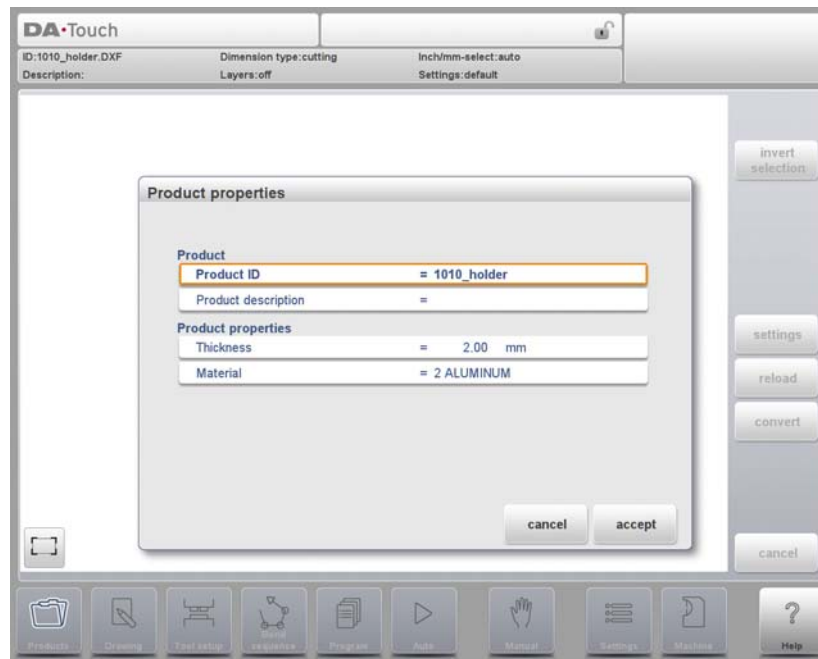 DA·Touch
ID:1010_holder.DXF Dimension type:cutting Inch/mm-select:auto
Description: Layers:off Settings:default
invert
selection
Product properties
Product
Product ID = 1010_holder
Product description =
Product properties
Thickness = 2.00 mm
Material = 2 ALUMINUM
settings
reload
convert
cancel accept
cancel
Products Drawing Tool setup Bend sequence Program Auto Manual Settings Machine Help